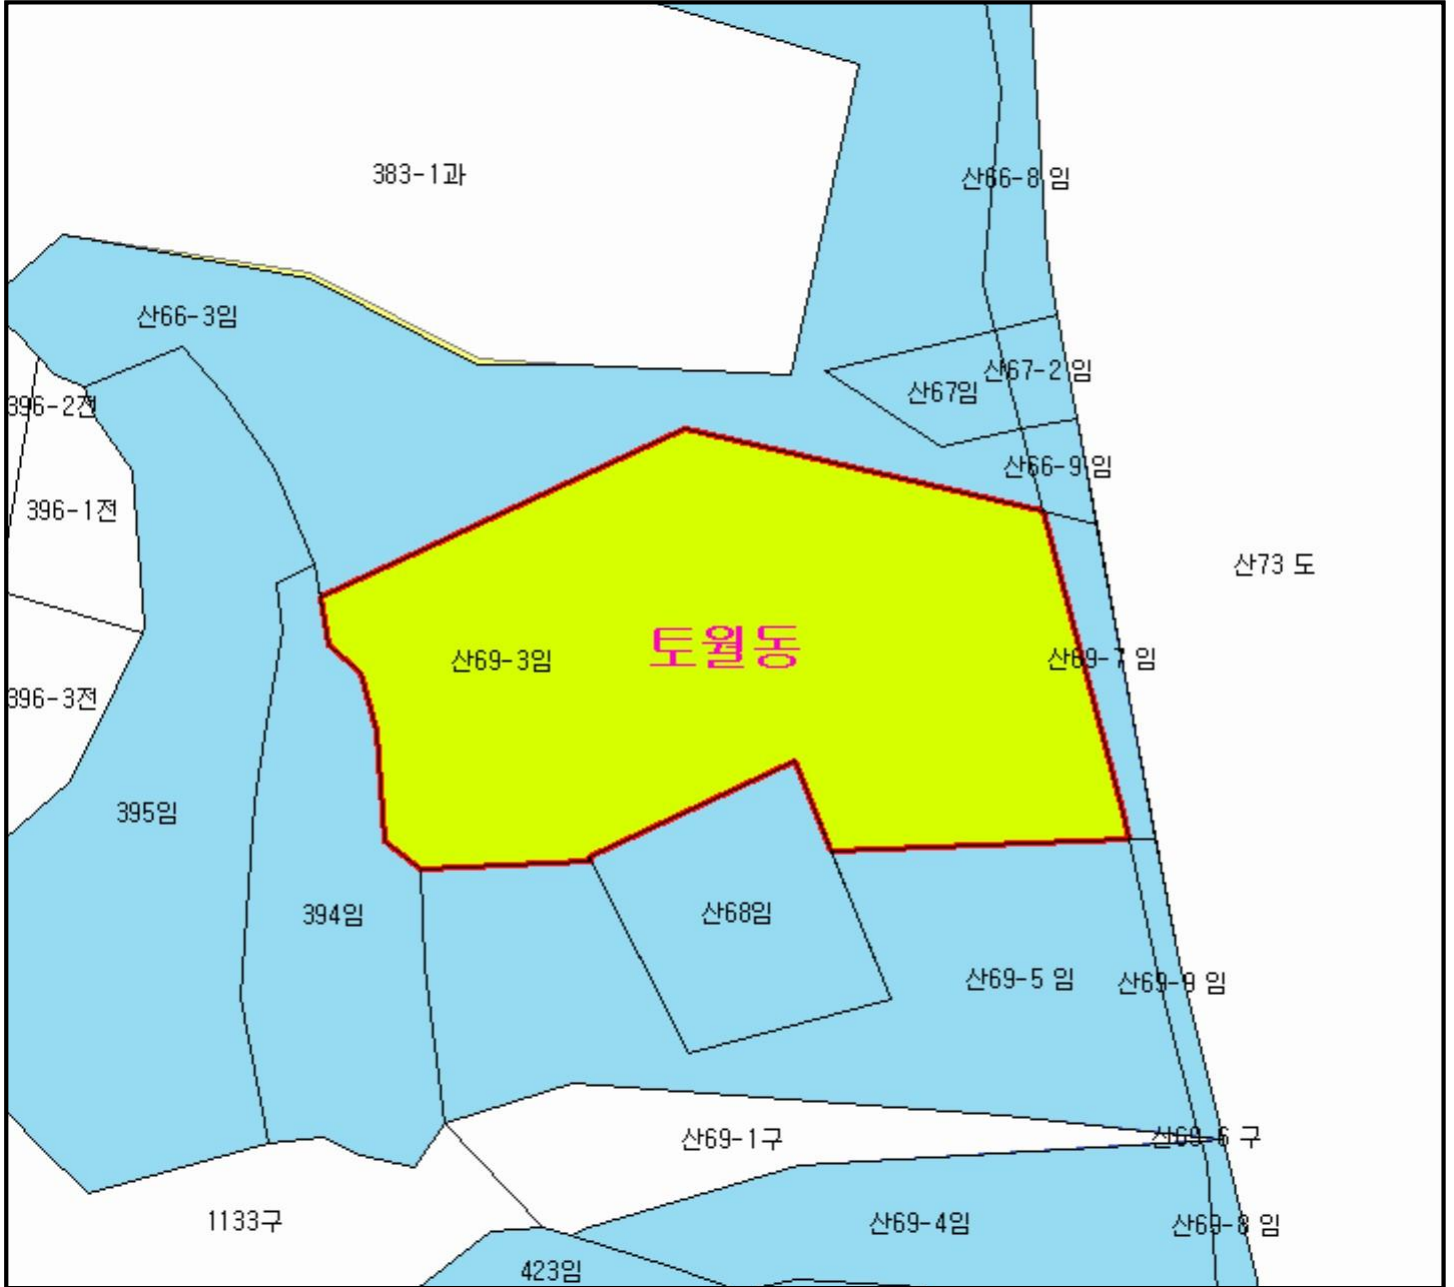 383-1과
산66-8 임
산66-3임
산67-2 임
산67임
396-2전
산66-9 임
396-1전
산73 도
토월동
산69-3임
산69-7 임
396-3전
395임
394임
산68임
산69-5 임
산69-9 임
산69-1구
산69-6 구
1133구
산69-4임
산69-8 임
423임